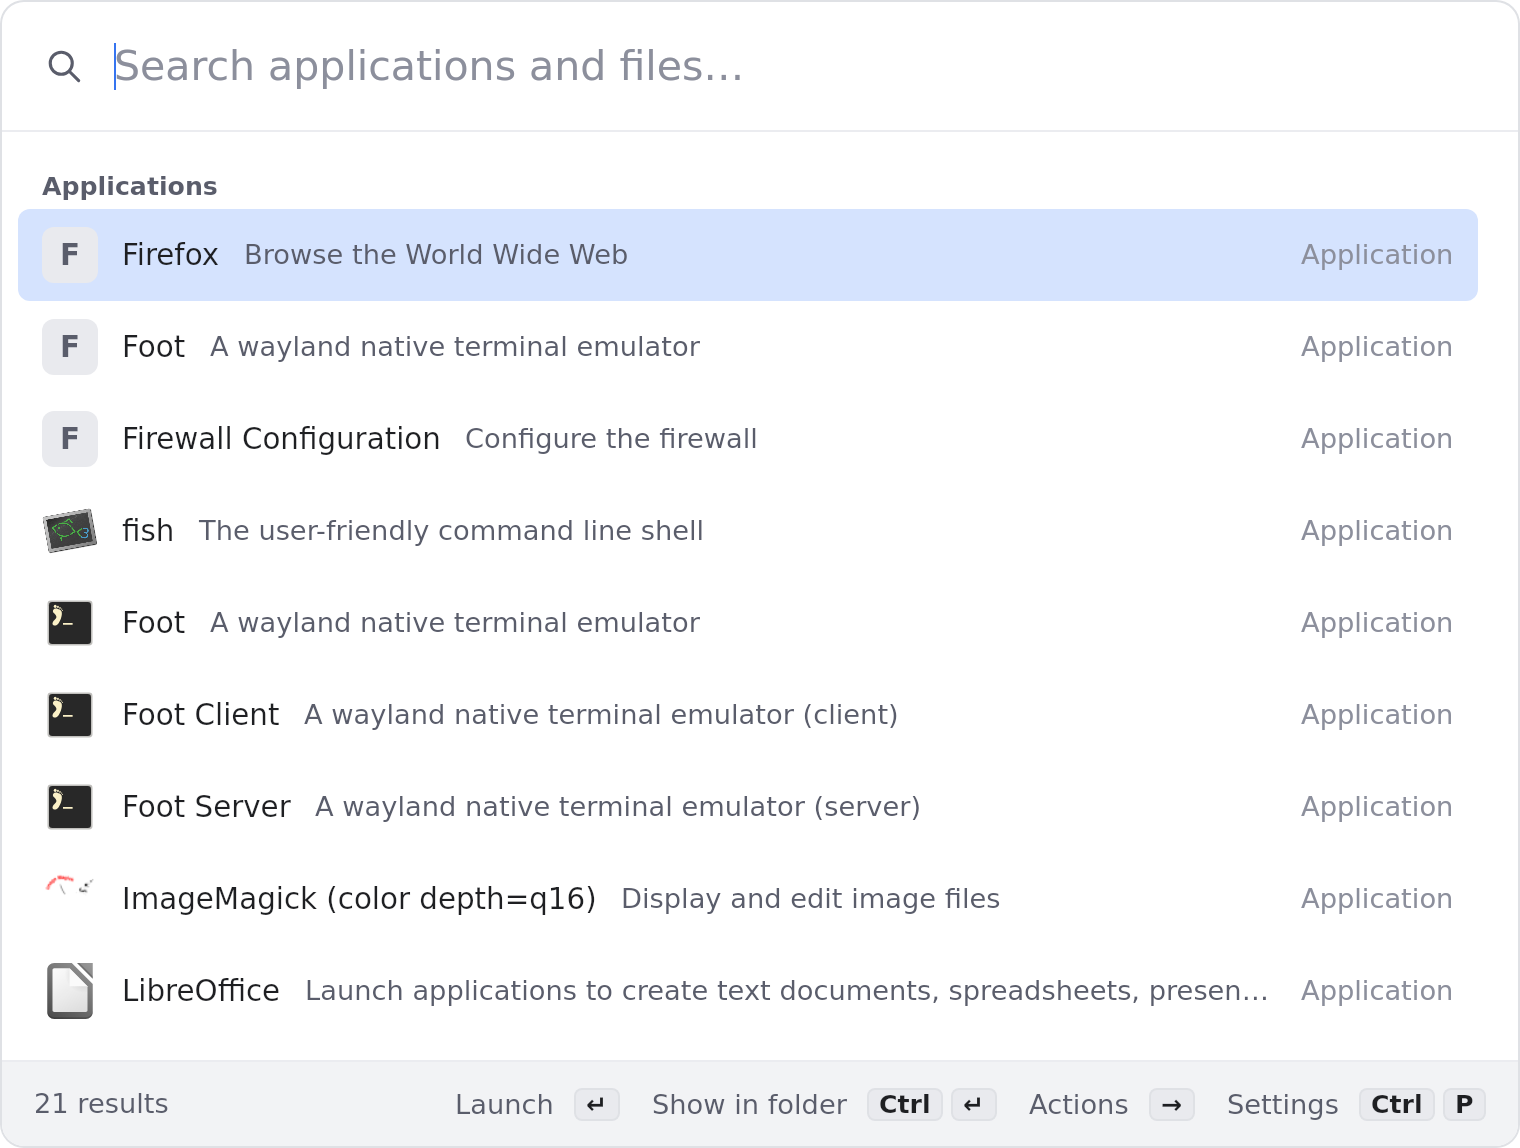 Search applications and files...
Applications
F Firefox Browse the World Wide Web Application
F Foot A wayland native terminal emulator Application
F Firewall Configuration Configure the firewall Application
fish The user-friendly command line shell Application
Foot A wayland native terminal emulator Application
Foot Client A wayland native terminal emulator (client) Application
Foot Server A wayland native terminal emulator (server) Application
ImageMagick (color depth=q16) Display and edit image files Application
LibreOffice Launch applications to create text documents, spreadsheets, presen... Application
21 results Launch ↵ Show in folder Ctrl ↵ Actions → Settings Ctrl P